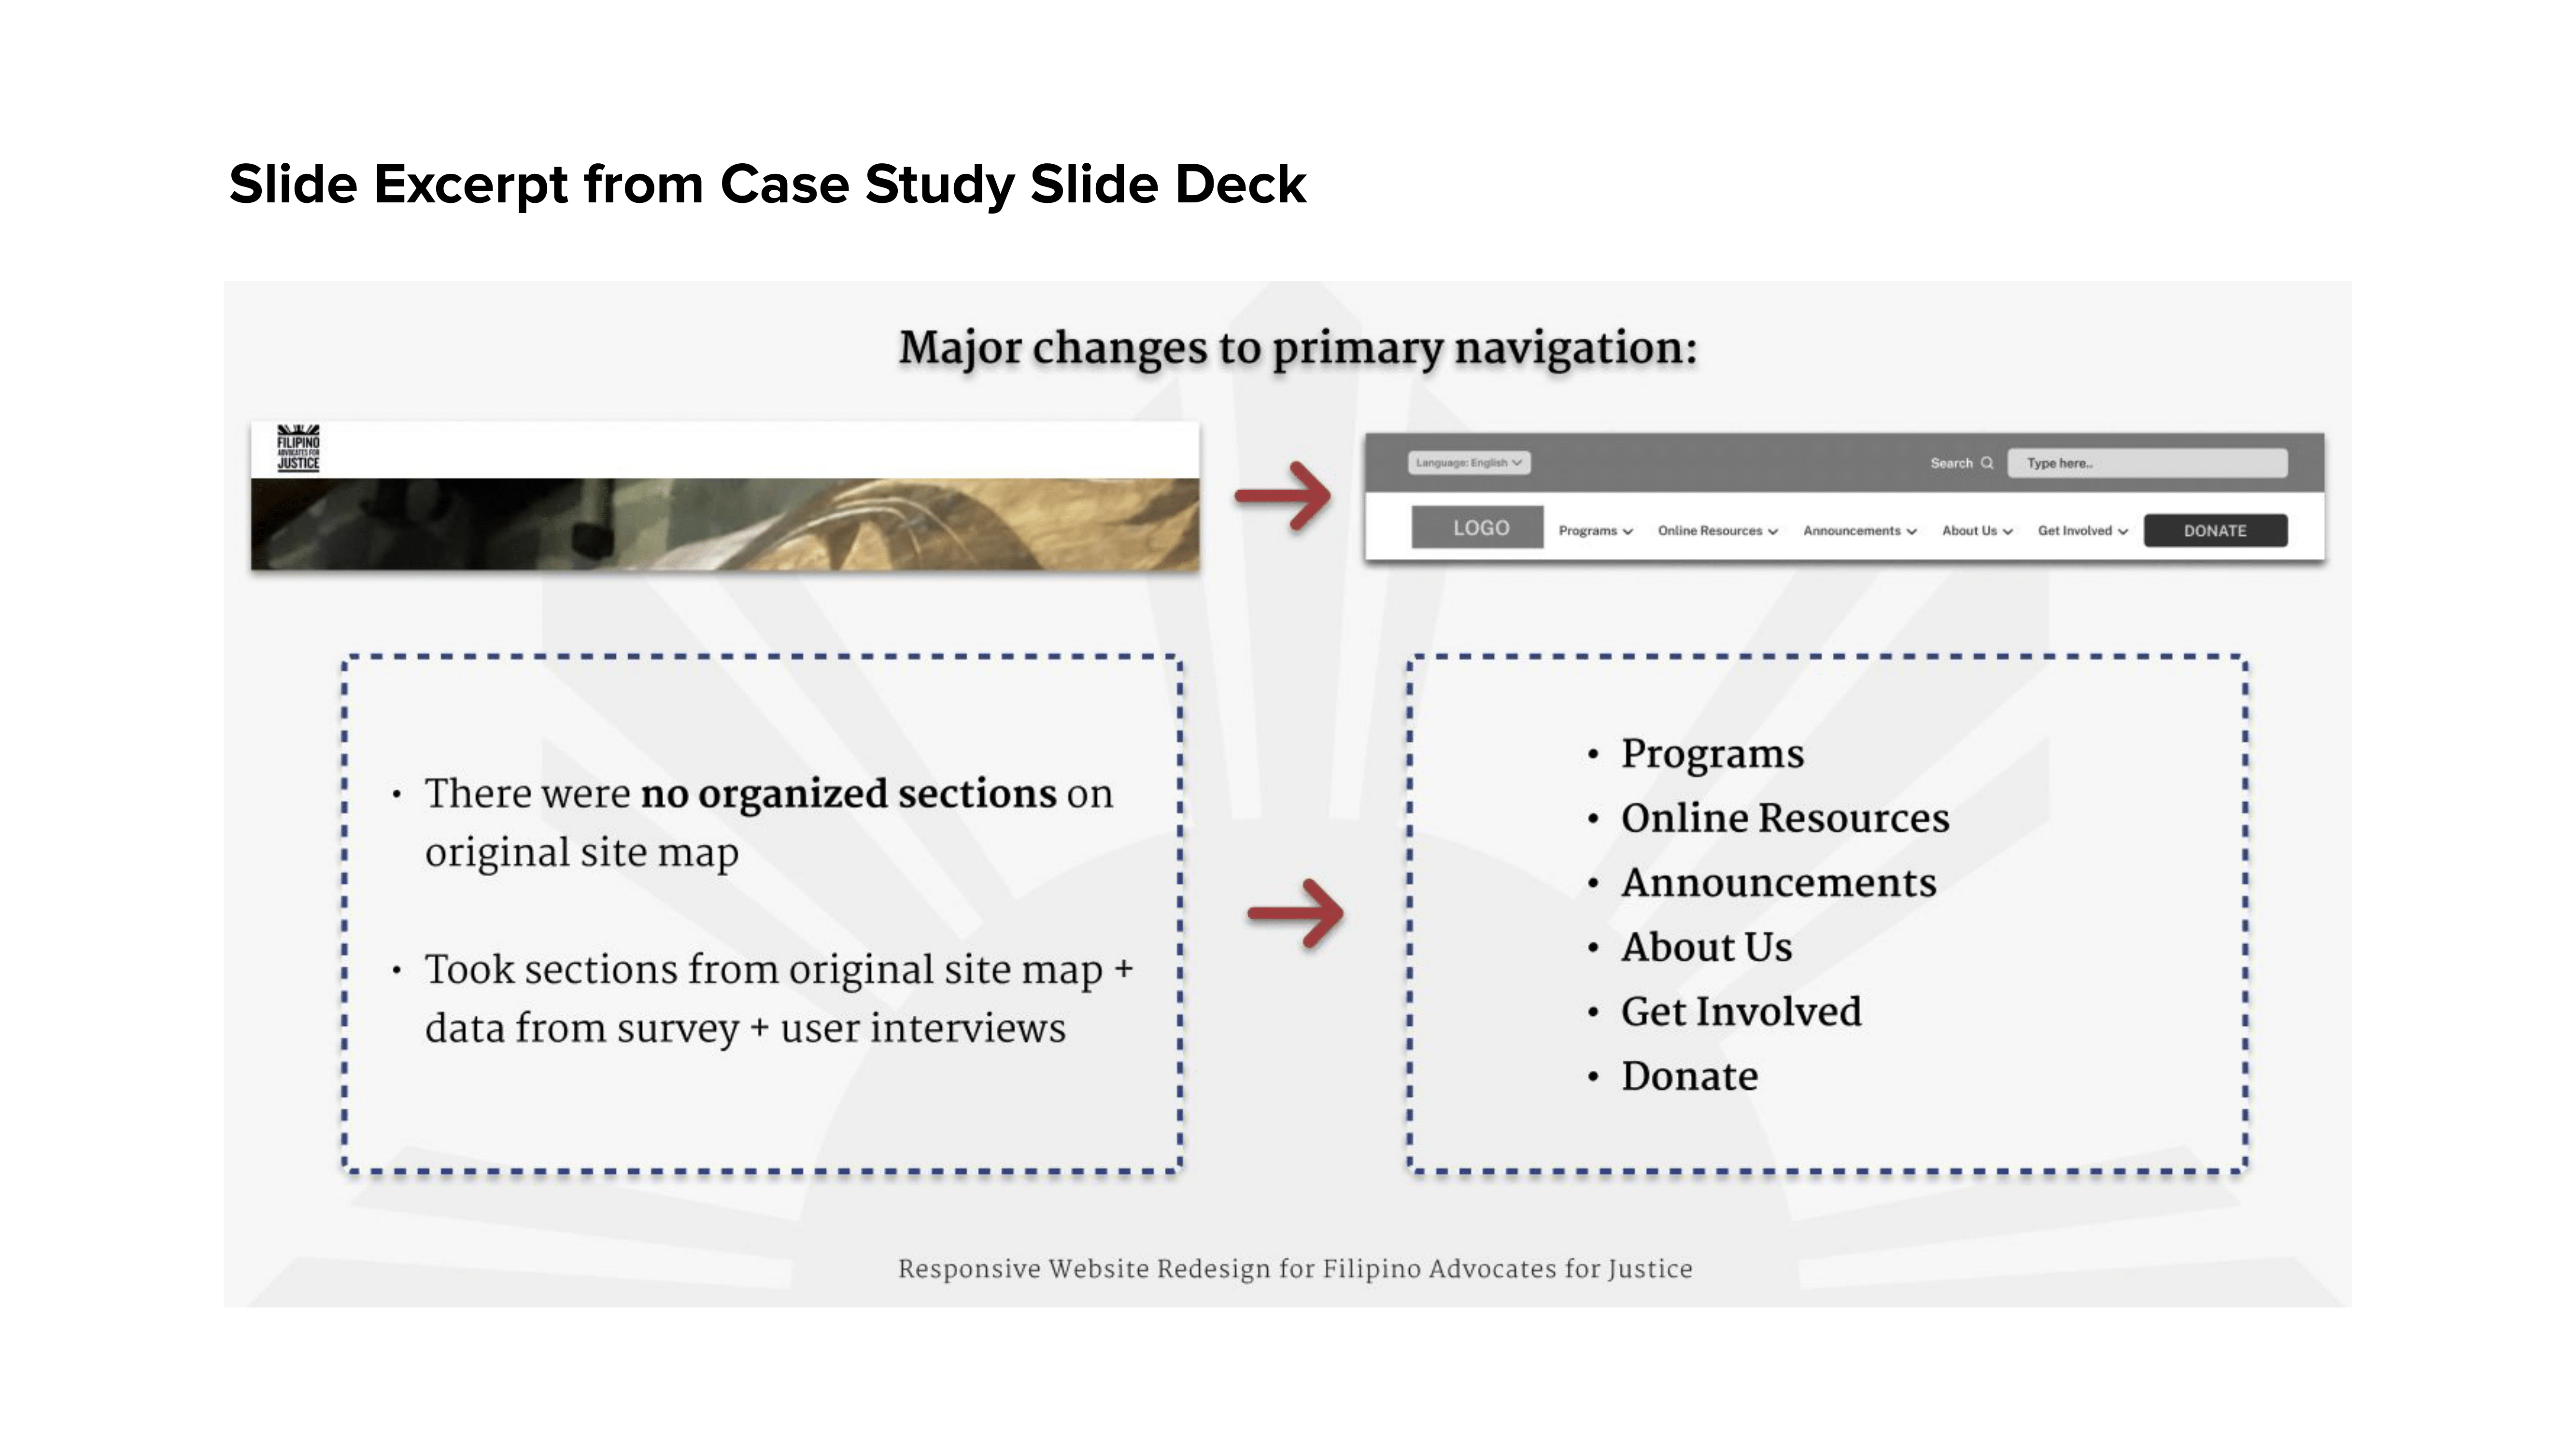 Slide Excerpt from Case Study Slide Deck
Major changes to primary navigation:
FILIPINO
ADVOCATES FOR
JUSTICE
Language: English
Search
Type here..
LOGO
Programs
Online Resources
Announcements
About Us
Get Involved
DONATE
• There were no organized sections on
original site map
• Took sections from original site map +
data from survey + user interviews
• Programs
• Online Resources
• Announcements
• About Us
• Get Involved
• Donate
Responsive Website Redesign for Filipino Advocates for Justice